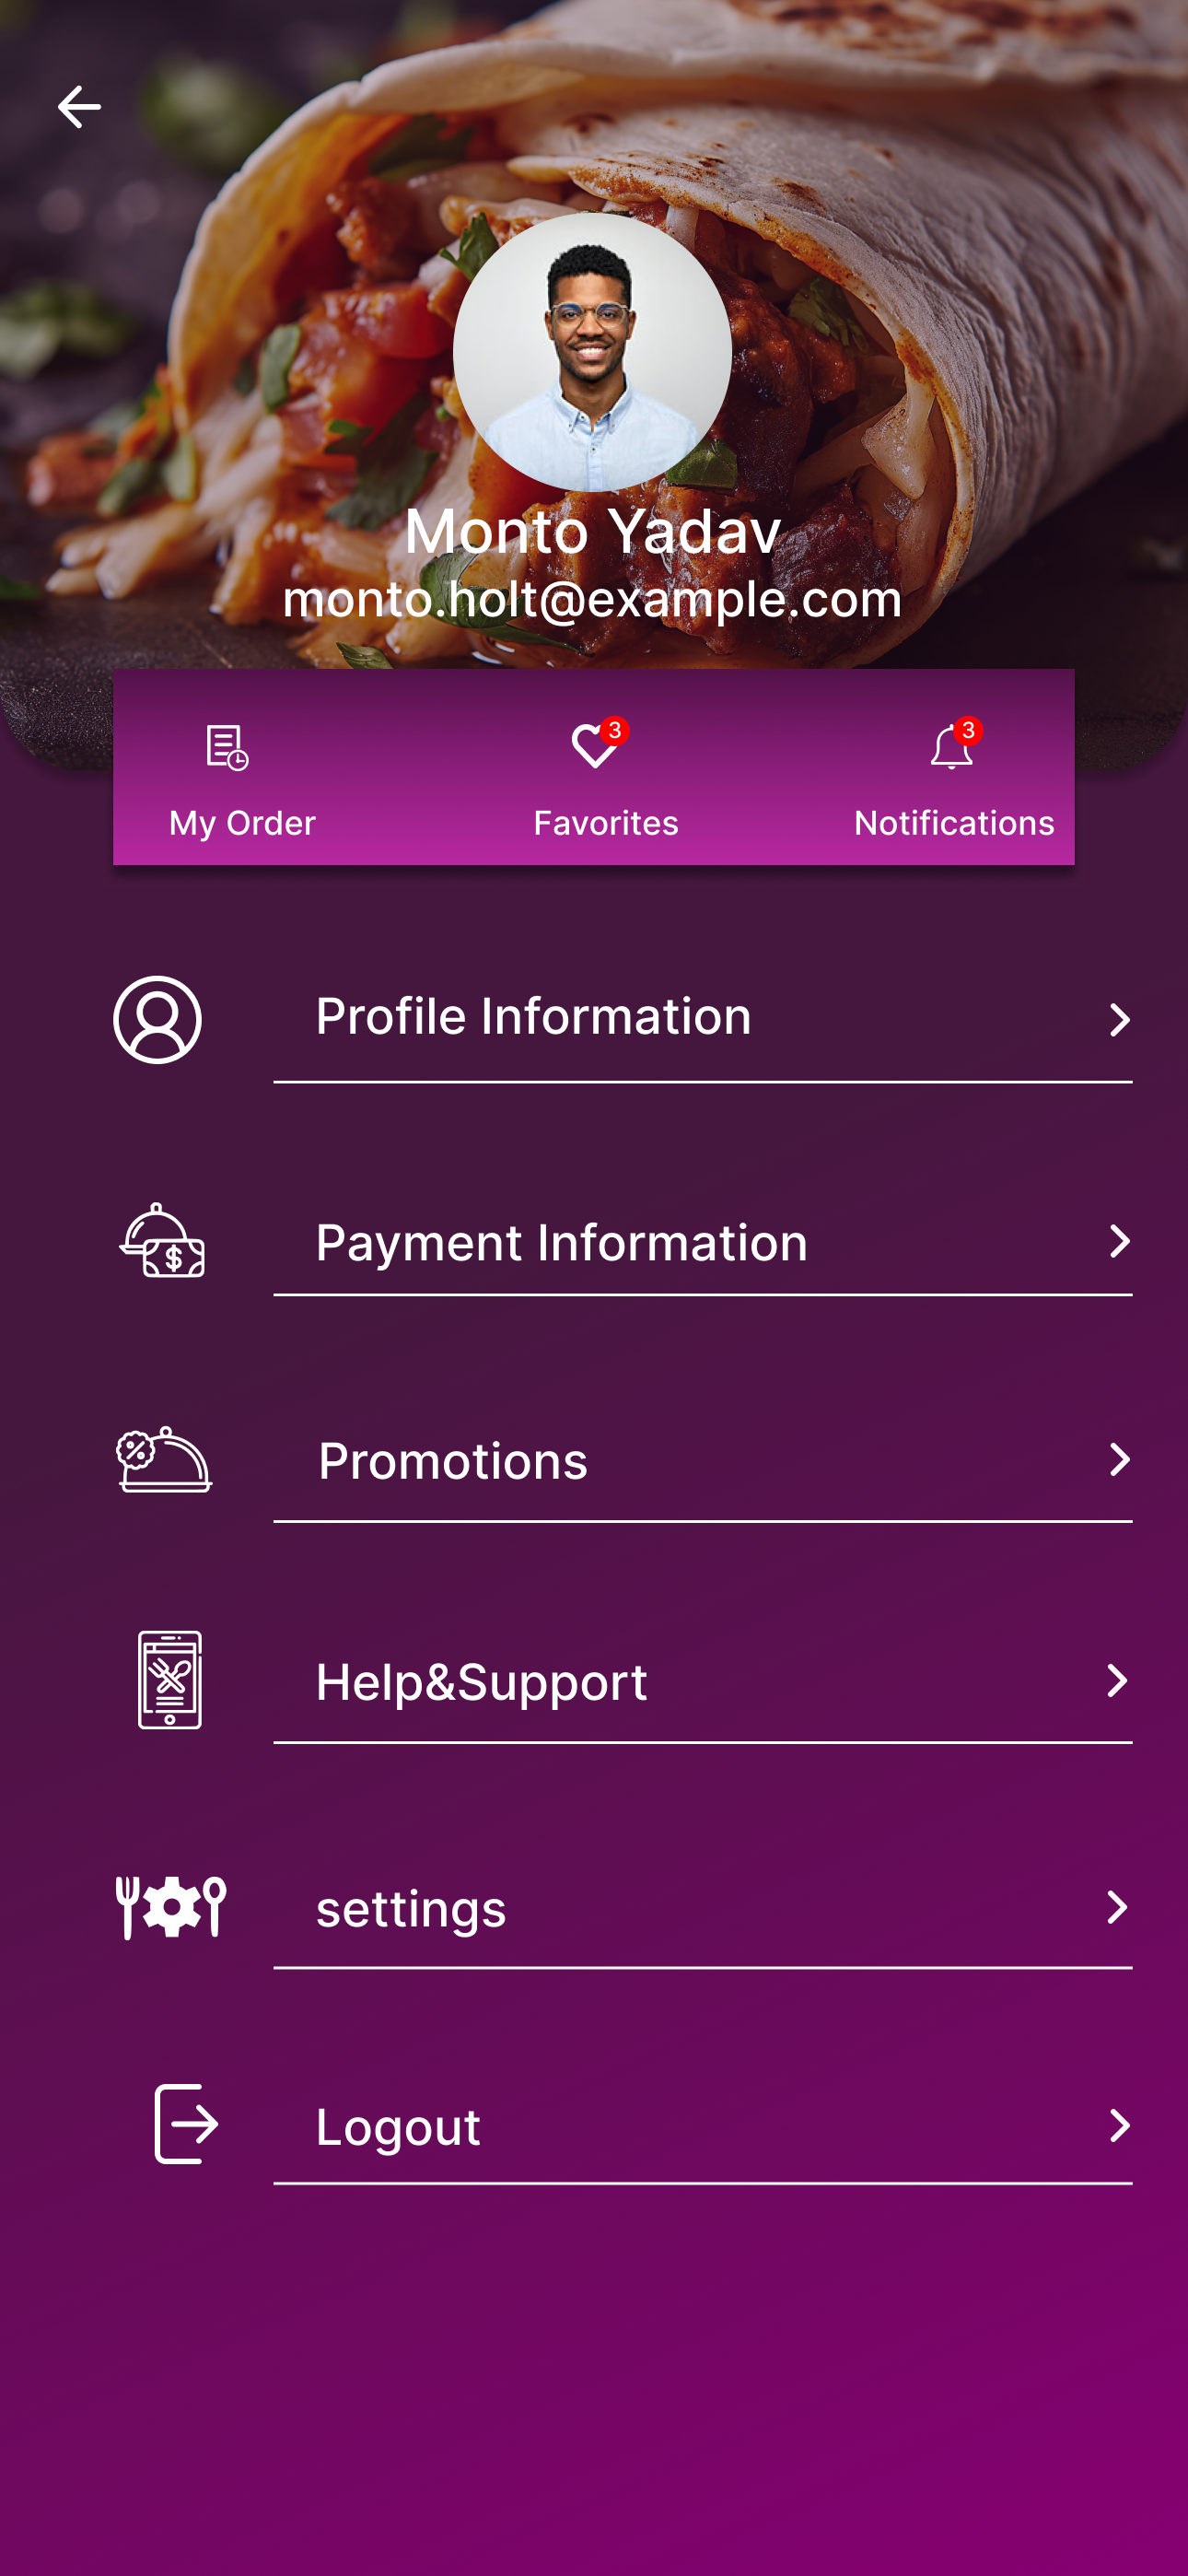 Monto Yadav
monto.holt@example.com
3
3
My Order
Favorites
Notifications
Profile Information
Payment Information
Promotions
Help&Support
settings
Logout